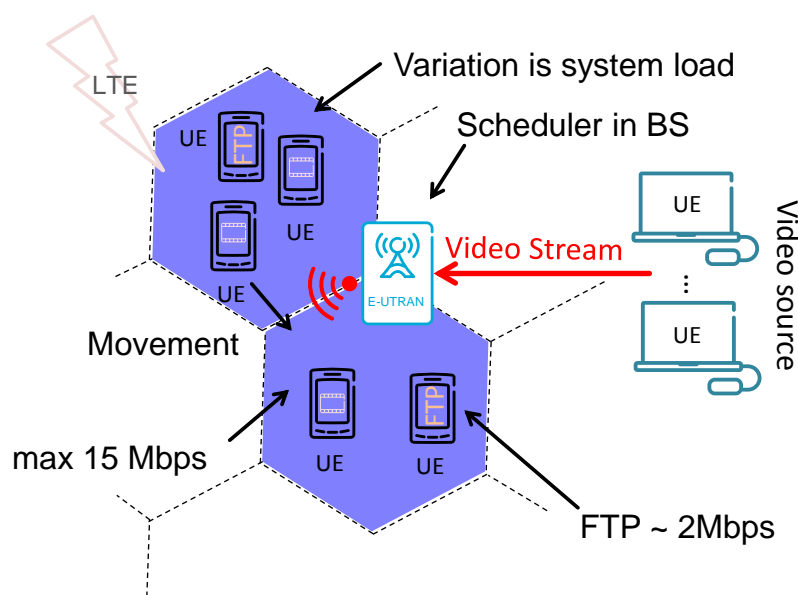 LTE
Variation is system load
Scheduler in BS
UE
FTP
UE
UE
UE
Video Stream
E-UTRAN
UE
...
UE
Video source
Movement
max 15 Mbps
UE
FTP
UE
FTP ~ 2Mbps